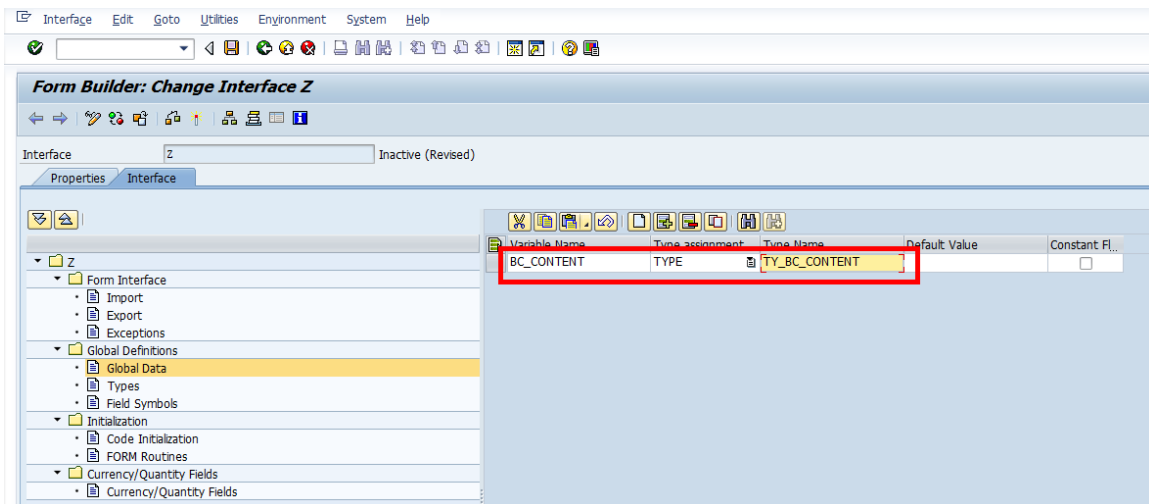 Interface Edit Goto Utilities Environment System Help
Form Builder: Change Interface Z
Interface Z Inactive (Revised)
Properties Interface
Variable Name Type assignment Type Name Default Value Constant Fl...
BC_CONTENT TYPE TY_BC_CONTENT
Z
Form Interface
Import
Export
Exceptions
Global Definitions
Global Data
Types
Field Symbols
Initialization
Code Initialization
FORM Routines
Currency/Quantity Fields
Currency/Quantity Fields